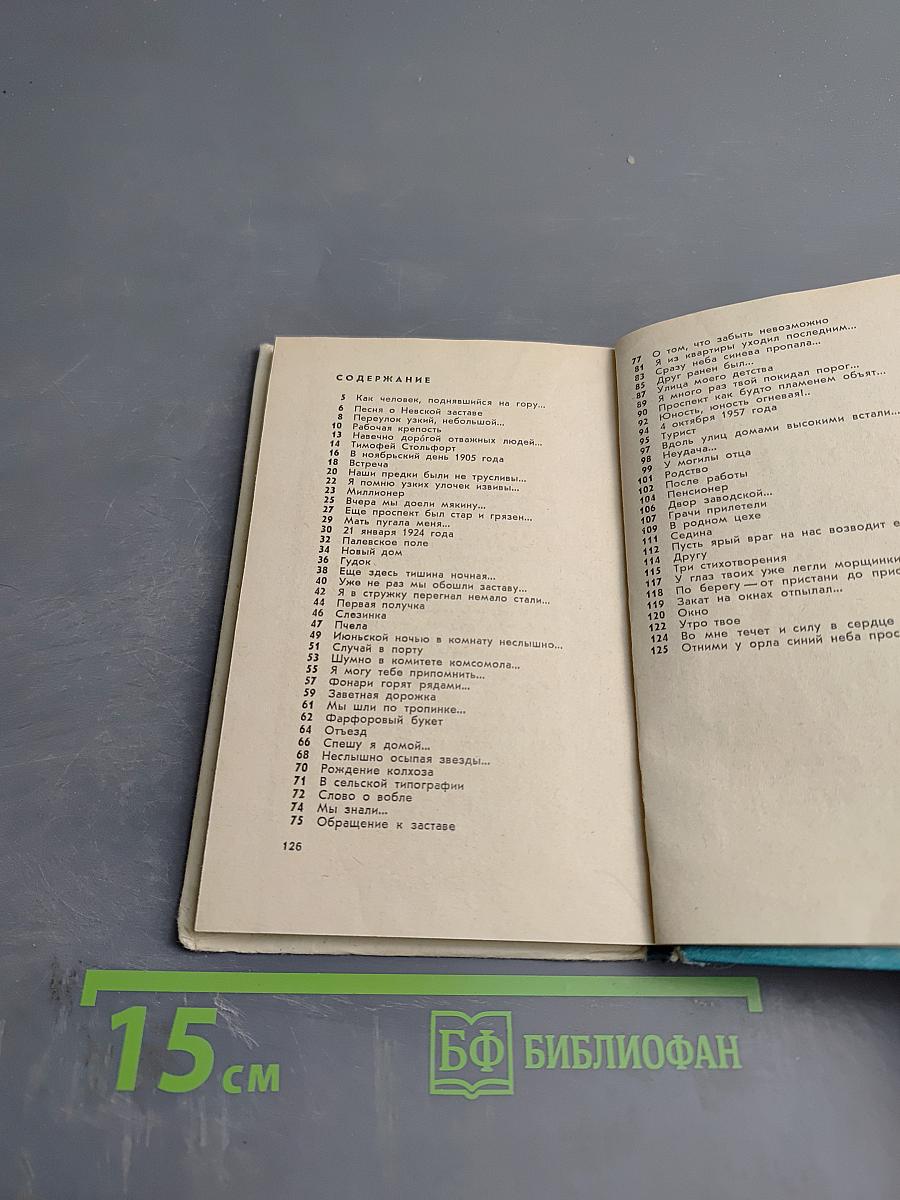 СОДЕРЖАНИЕ
5 Как человек, поднявшийся на гору...
6 Песня о Невской заставе
8 Переулок узкий, небольшой...
10 Рабочая крепость
13 Навечно доро́гой отважных людей...
14 Тимофей Стольфорт
16 В ноябрьский день 1905 года
18 Встреча
20 Наши предки были не трусливы...
22 Я помню узких улочек извивы...
23 Миллионер
25 Вчера мы доели мякину...
27 Еще проспект был стар и грязен...
29 Мать пугала меня...
30 21 января 1924 года
32 Палевское поле
34 Новый дом
36 Гудок
38 Еще здесь тишина ночная...
40 Уже не раз мы обошли заставу...
42 Я в стружку перегнал немало стали...
44 Первая получка
46 Слезинка
47 Пчела
49 Июньской ночью в комнату неслышно...
51 Случай в порту
53 Шумно в комитете комсомола...
55 Я могу тебе припомнить...
57 Фонари горят рядами...
59 Заветная дорожка
61 Мы шли по тропинке...
62 Фарфоровый букет
64 Отъезд
66 Спешу я домой...
68 Неслышно осыпая звезды...
70 Рождение колхоза
71 В сельской типографии
72 Слово о вобле
74 Мы знали...
75 Обращение к заставе
126
77 О том, что забыть невозможно
81 Я из квартиры уходил последним...
83 Сразу неба синева пропала...
85 Друг ранен был...
87 Улица моего детства
89 Я много раз твой покидал порог...
90 Проспект как будто пламенем объят...
92 Юность, юность огневая!..
94 4 октября 1957 года
95 Турист
97 Вдоль улиц домами высокими встали...
98 Неудача...
99 У могилы отца
101 Родство
102 После работы
104 Пенсионер
106 Двор заводской...
107 Грачи прилетели
109 В родном цехе
111 Седина
112 Пусть ярый враг на нас возводит
114 Другу
115 Три стихотворения
117 У глаз твоих уже легли морщинки
118 По берегу — от пристани до
119 Закат на окнах отпылал...
120 Окно
122 Утро твое
124 Во мне течет и силу в сердце
125 Отними у орла синий неба
15 см
БФ БИБЛИОФАН